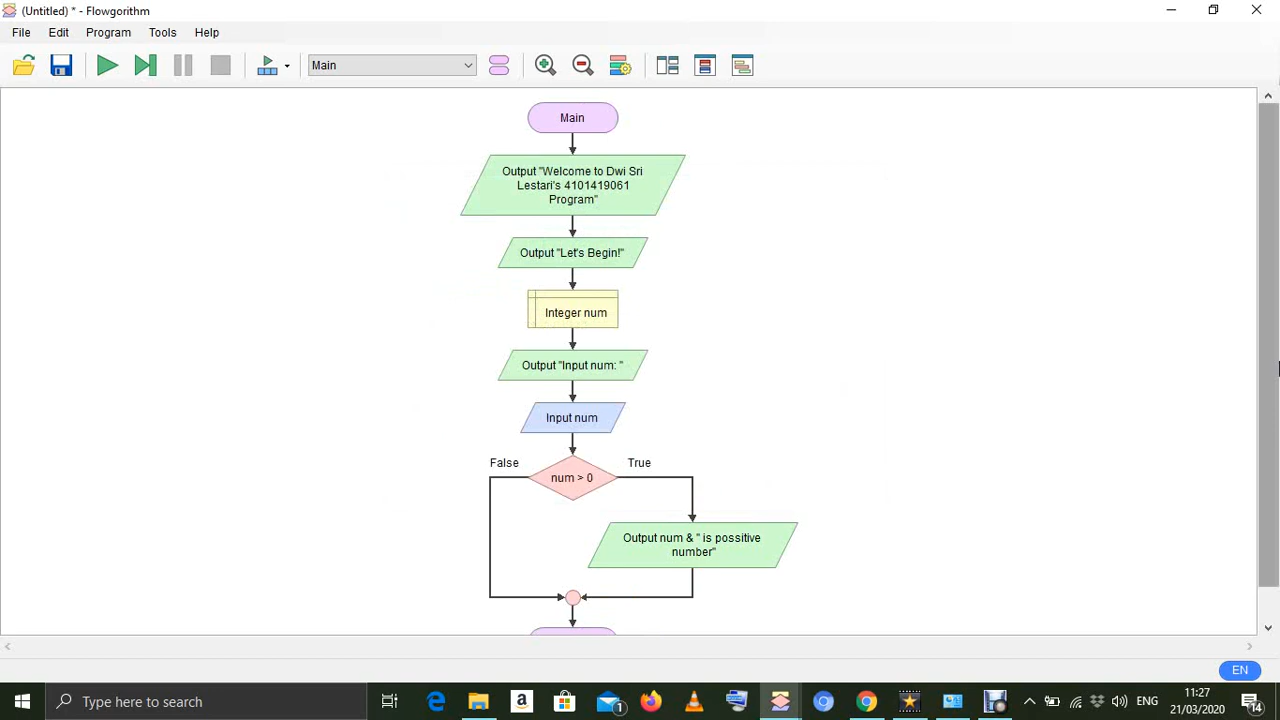 (Untitled) * - Flowgorithm
File Edit Program Tools Help
Main
Main
Output "Welcome to Dwi Sri
Lestari's 4101419061
Program"
Output "Let's Begin!"
Integer num
Output "Input num: "
Input num
False
True
num > 0
Output num & " is possitive
number"
EN
Type here to search
a
1
ENG
11:27
21/03/2020
14